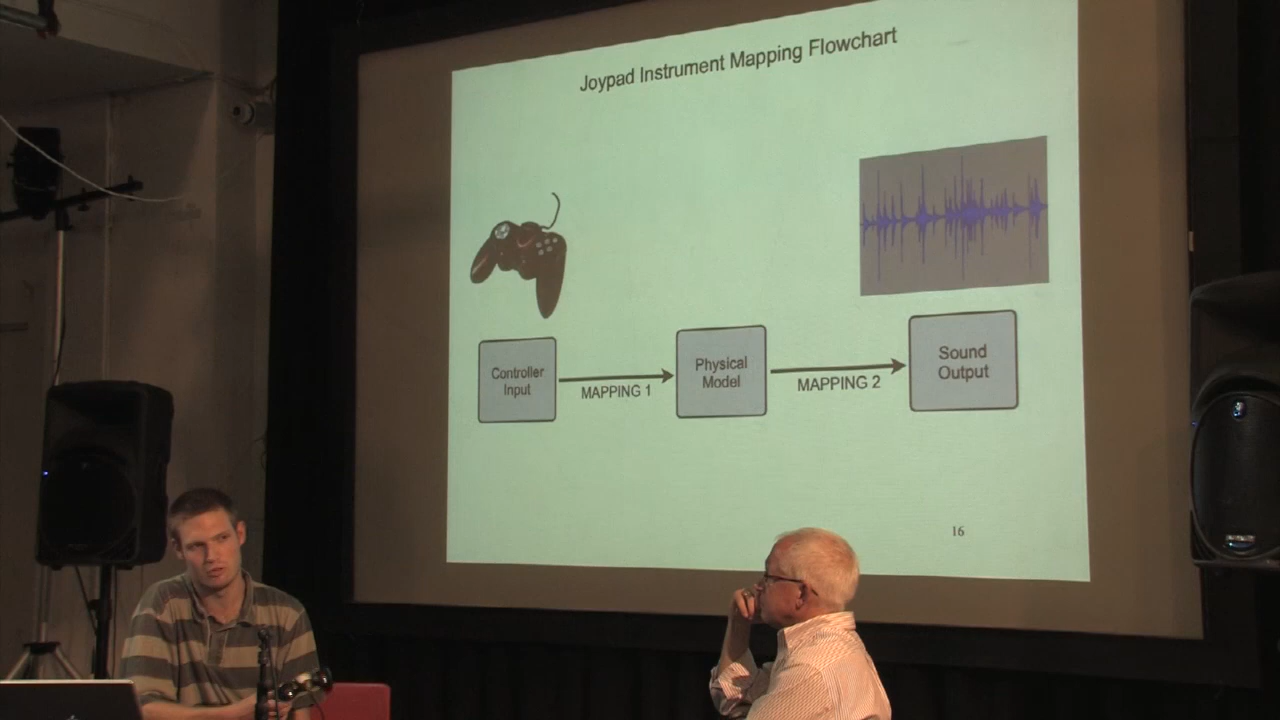 Joypad Instrument Mapping Flowchart
Controller
Input
MAPPING 1
Physical
Model
MAPPING 2
Sound
Output
16